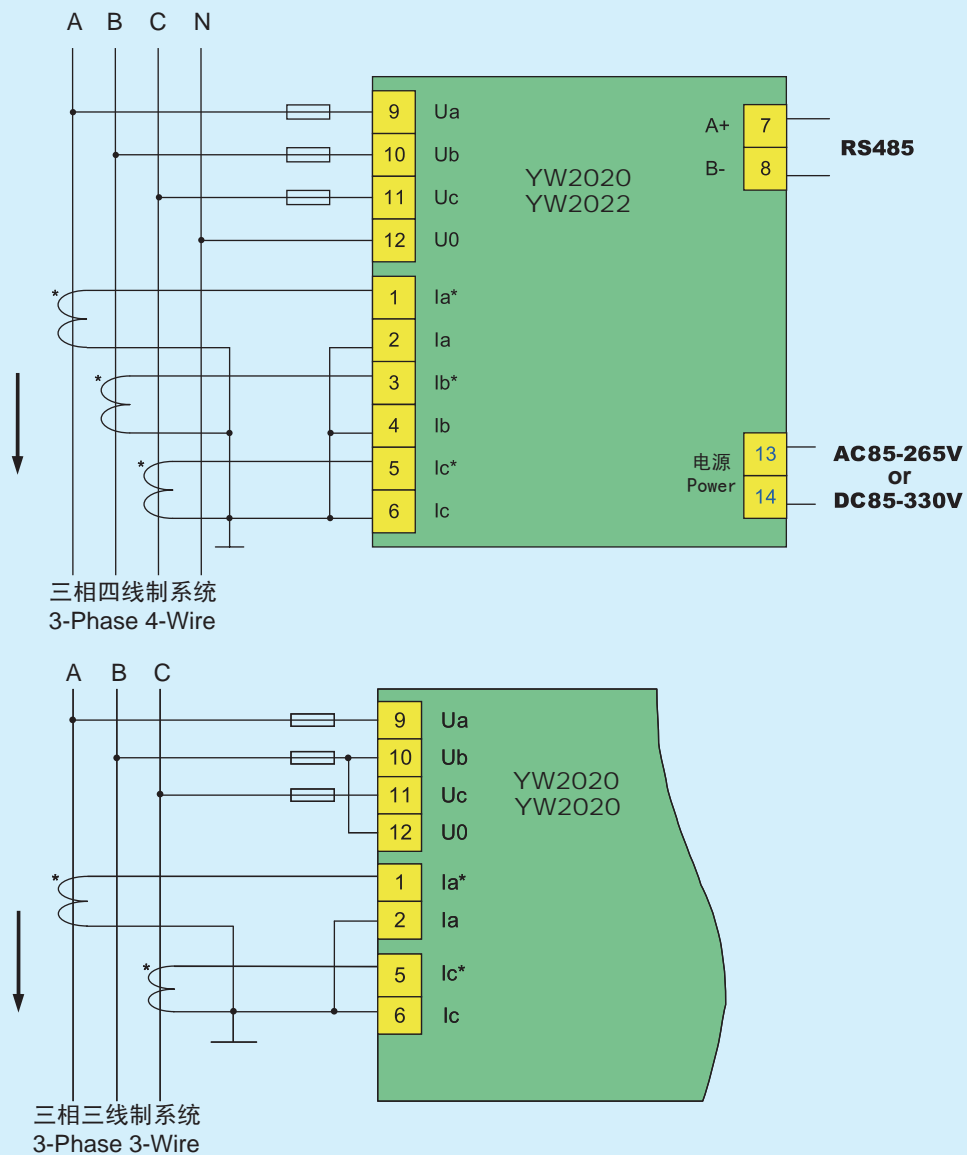 A B C N
9 Ua
10 Ub
11 Uc
12 U0
1 Ia*
2 Ia
3 Ib*
4 Ib
5 Ic*
6 Ic
*
*
*
YW2020
YW2022
A+ 7
B- 8
RS485
电源
Power
13
14
AC85-265V
or
DC85-330V
三相四线制系统
3-Phase 4-Wire
A B C
9 Ua
10 Ub
11 Uc
12 U0
1 Ia*
2 Ia
5 Ic*
6 Ic
*
*
YW2020
YW2020
三相三线制系统
3-Phase 3-Wire